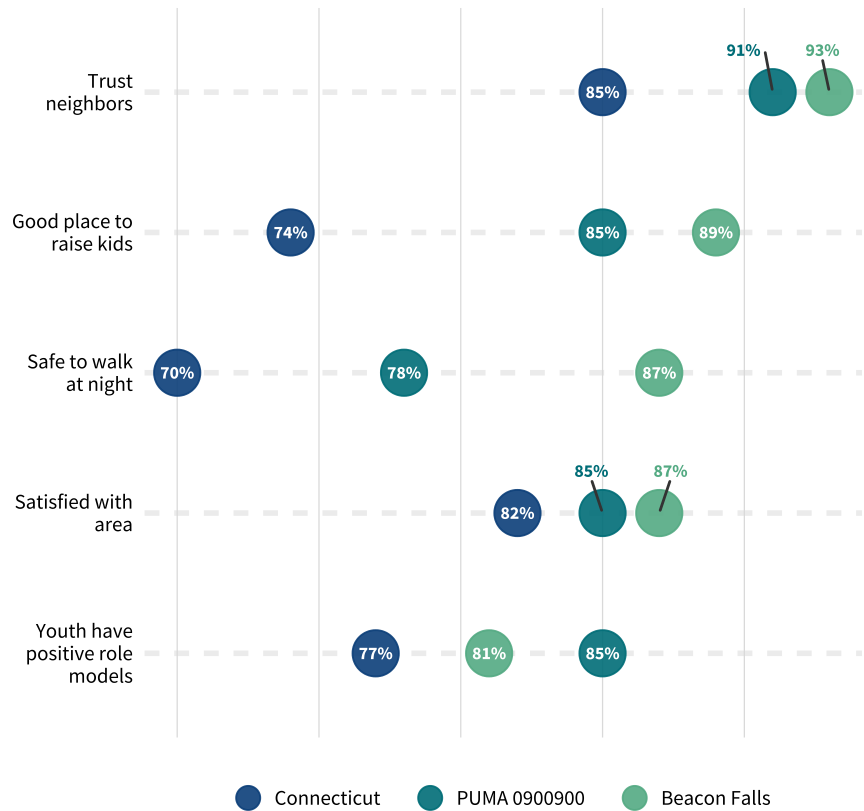 91%
93%
Trust
neighbors
85%
Good place to
raise kids
74%
85%
89%
Safe to walk
at night
70%
78%
87%
85%
87%
Satisfied with
area
82%
Youth have
positive role
models
77%
81%
85%
Connecticut
PUMA 0900900
Beacon Falls